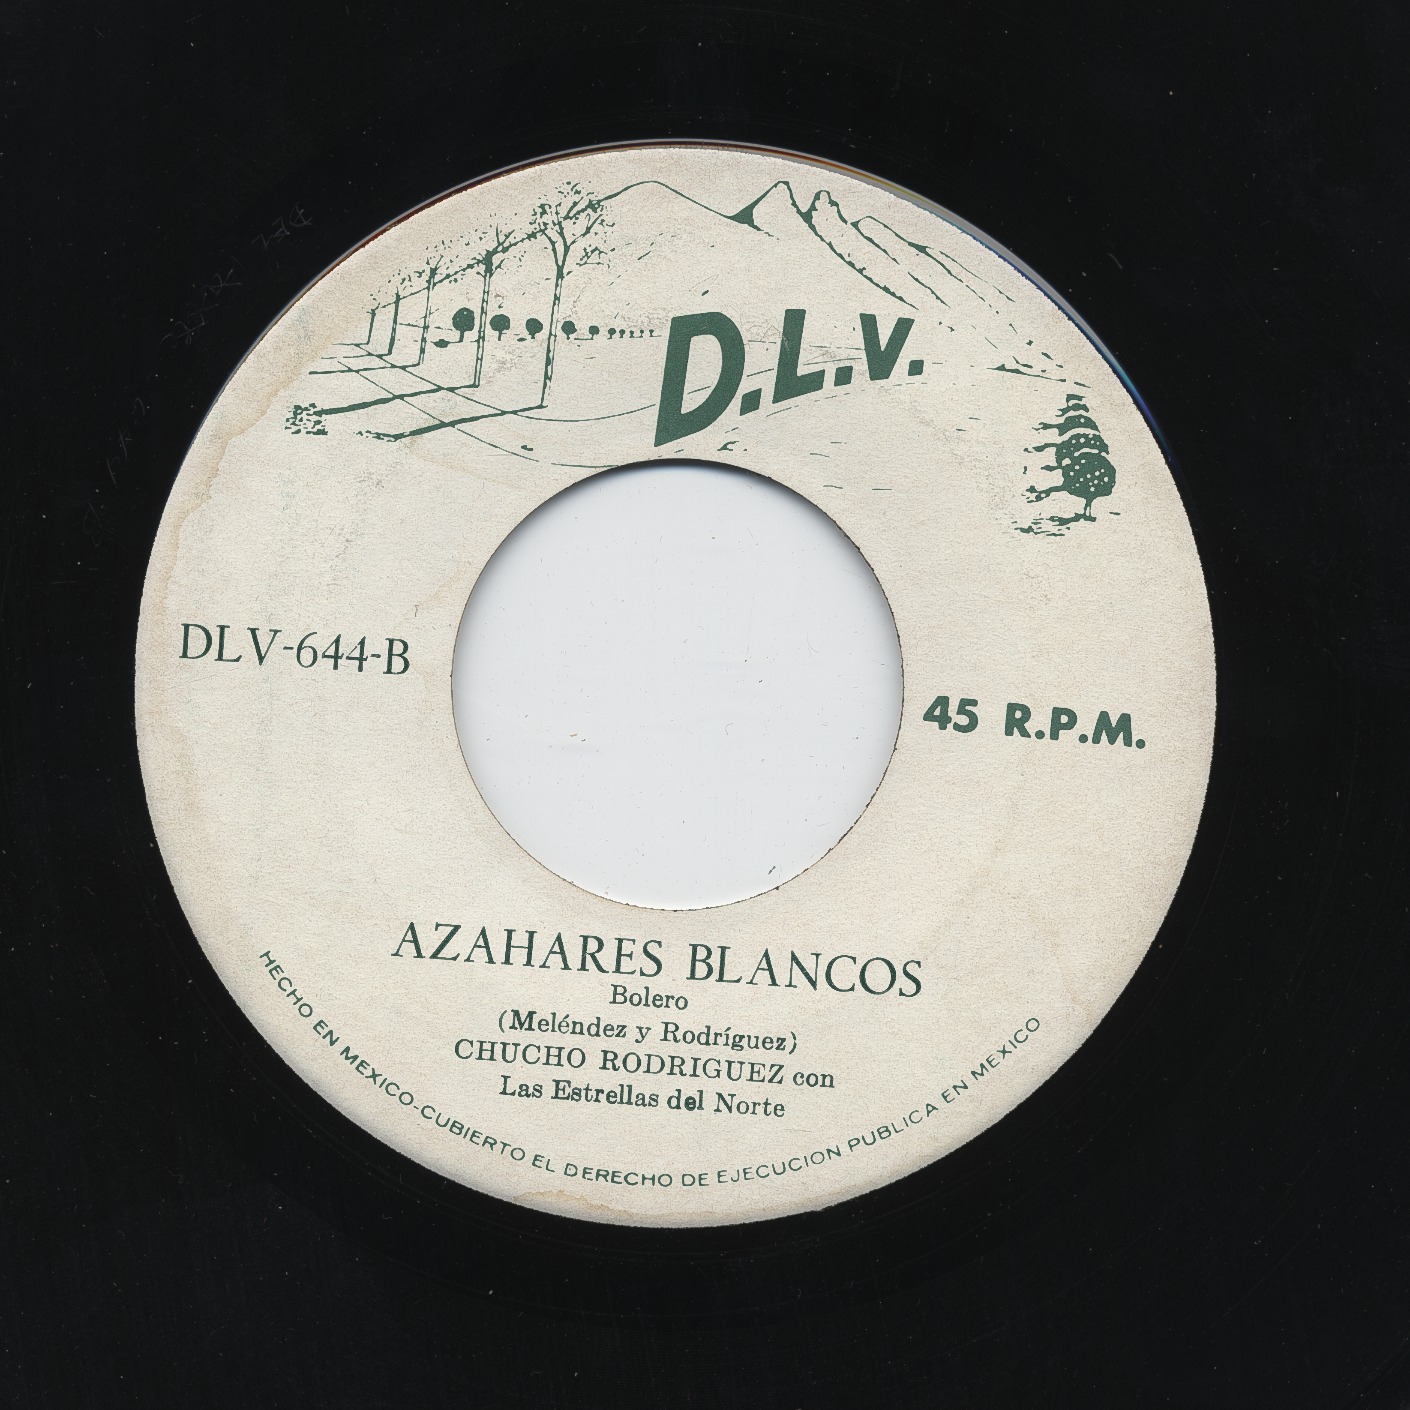 D.L.V.
DLV-644-B
45 R.P.M.
AZAHARES BLANCOS
Bolero
(Meléndez y Rodríguez)
CHUCHO RODRIGUEZ con
Las Estrellas del Norte
HECHO EN MEXICO-CUBIERTO EL DERECHO DE EJECUCION PUBLICA EN MEXICO